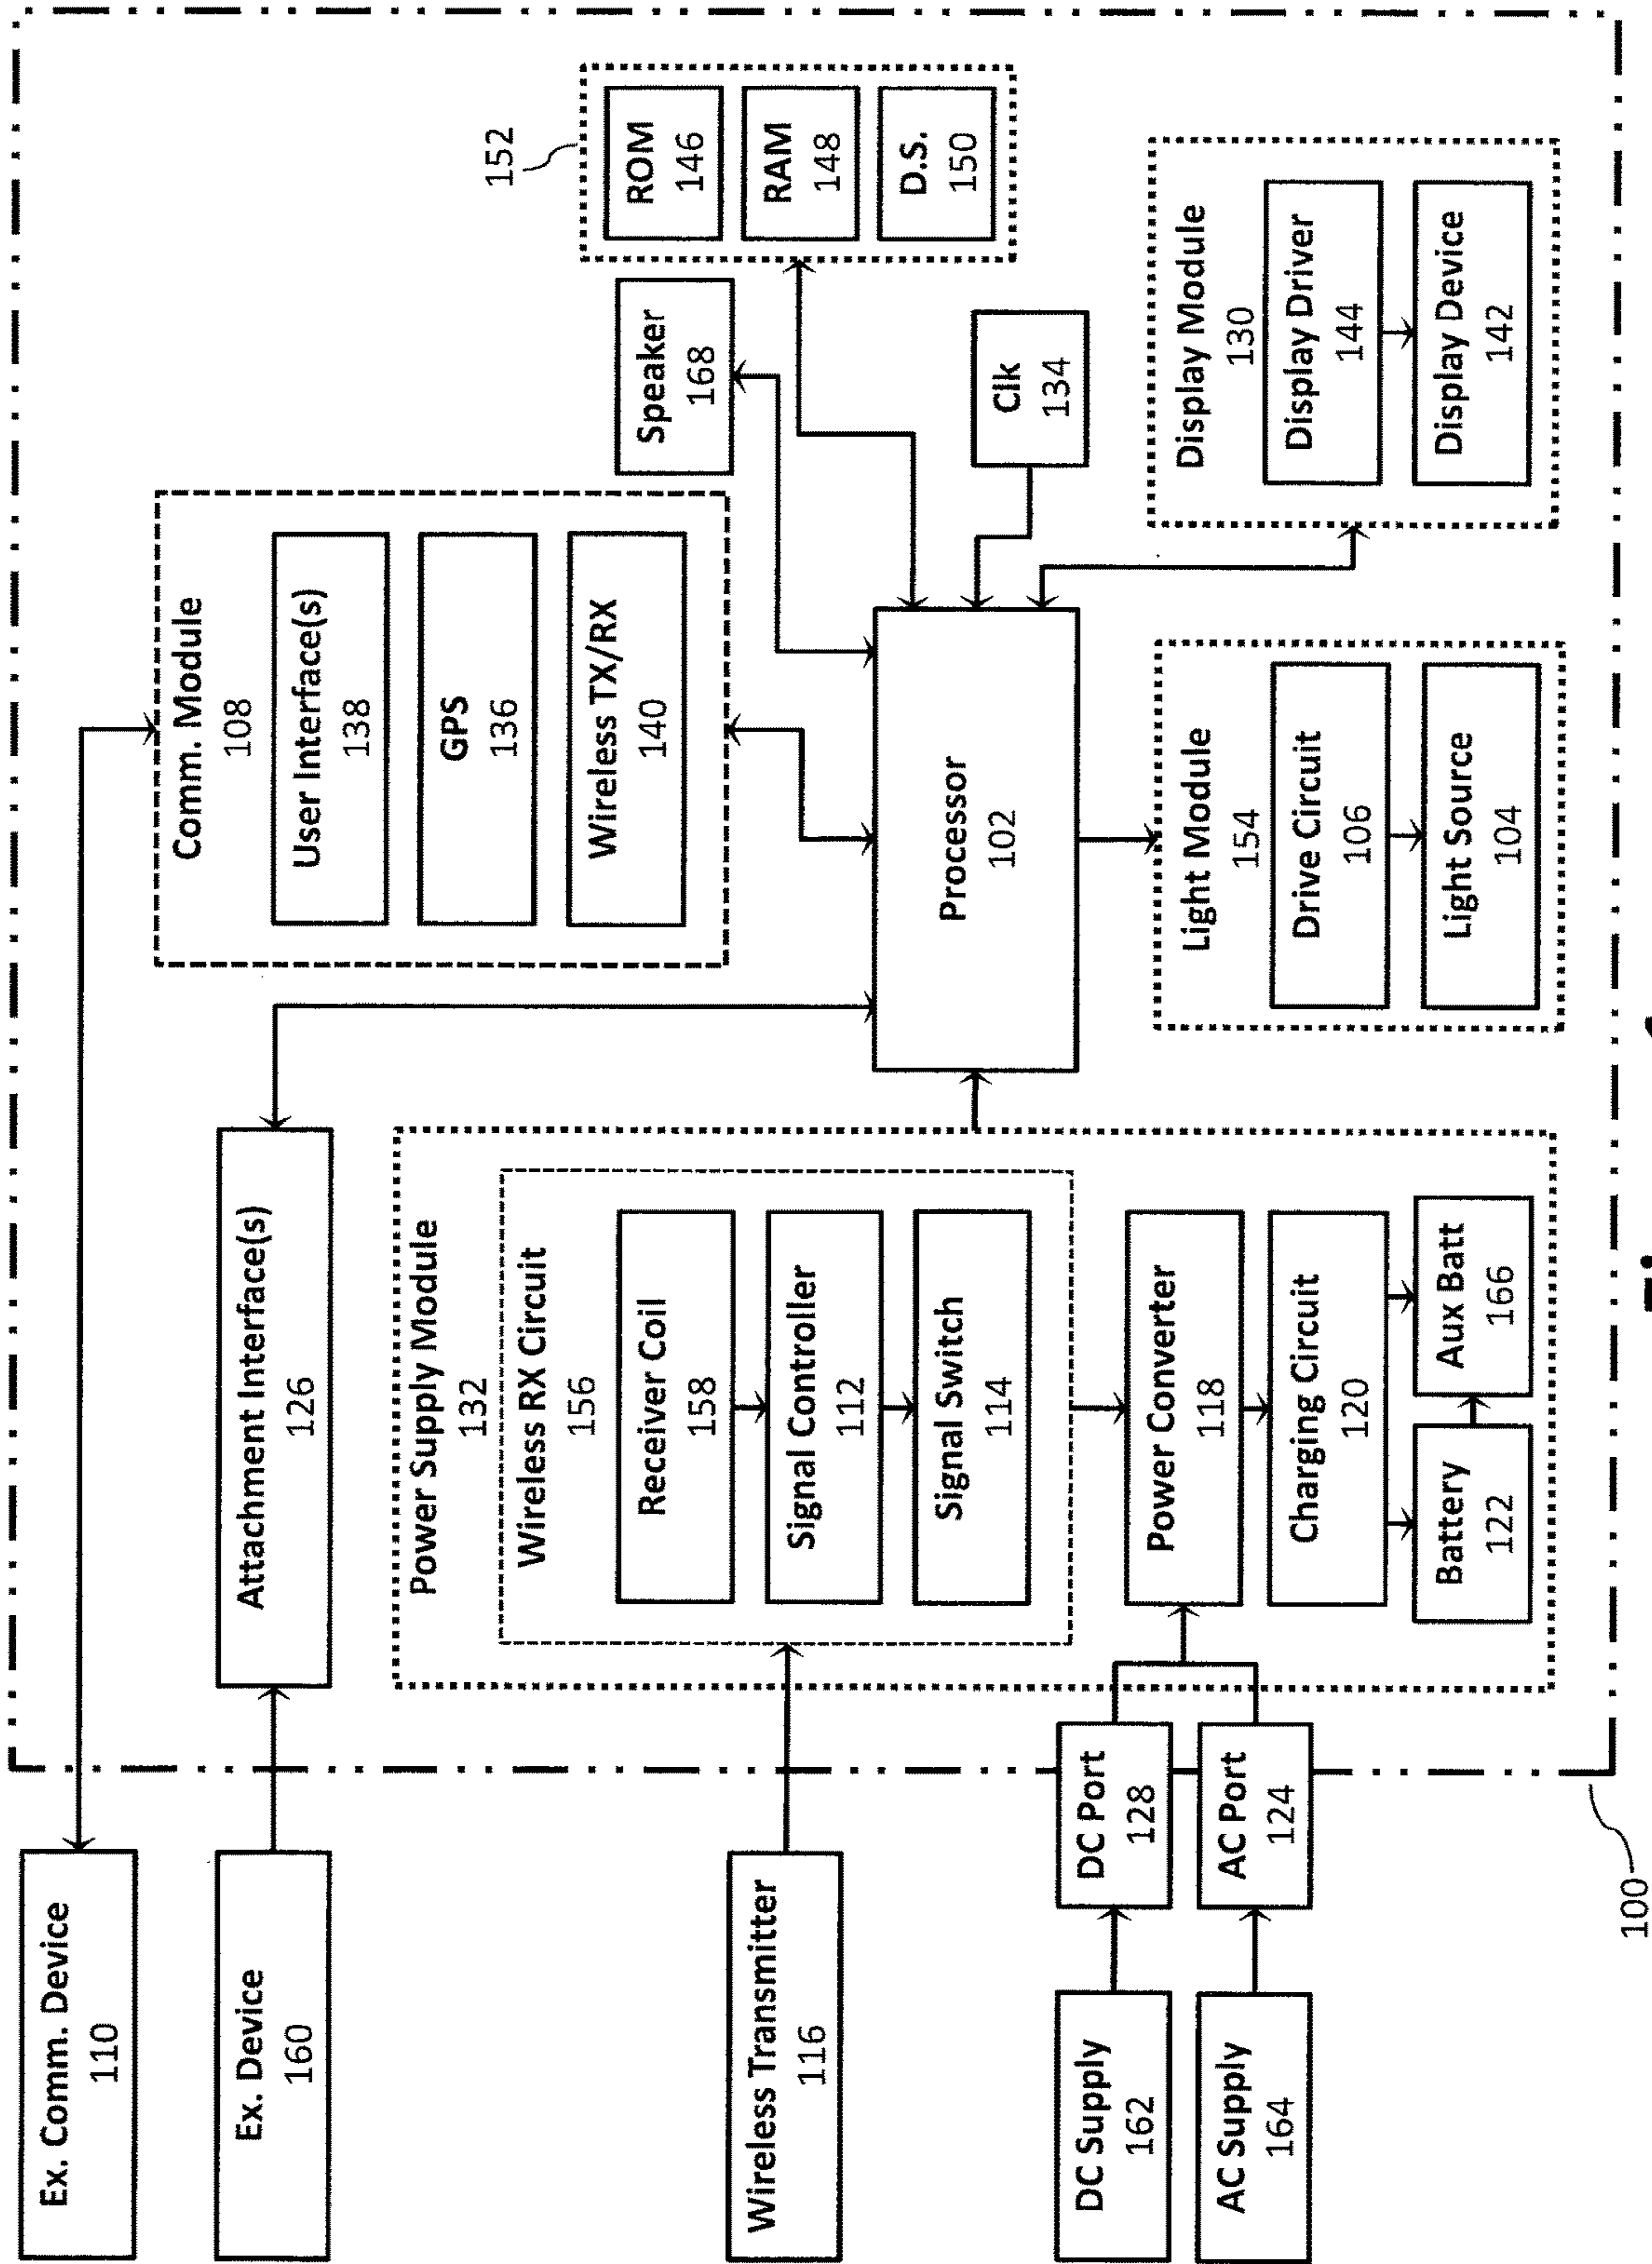 Ex. Comm. Device
110
Ex. Device
160
Wireless Transmitter
116
DC Supply
162
AC Supply
164
DC Port
128
AC Port
124
100
Attachment Interface(s)
126
Power Supply Module
132
Wireless RX Circuit
156
Receiver Coil
158
Signal Controller
112
Signal Switch
114
Power Converter
118
Charging Circuit
120
Battery
122
Aux Batt
166
Comm. Module
108
User Interface(s)
138
GPS
136
Wireless TX/RX
140
Processor
102
Light Module
154
Drive Circuit
106
Light Source
104
Speaker
168
152
ROM
146
RAM
148
D.S.
150
Clk
134
Display Module
130
Display Driver
144
Display Device
142